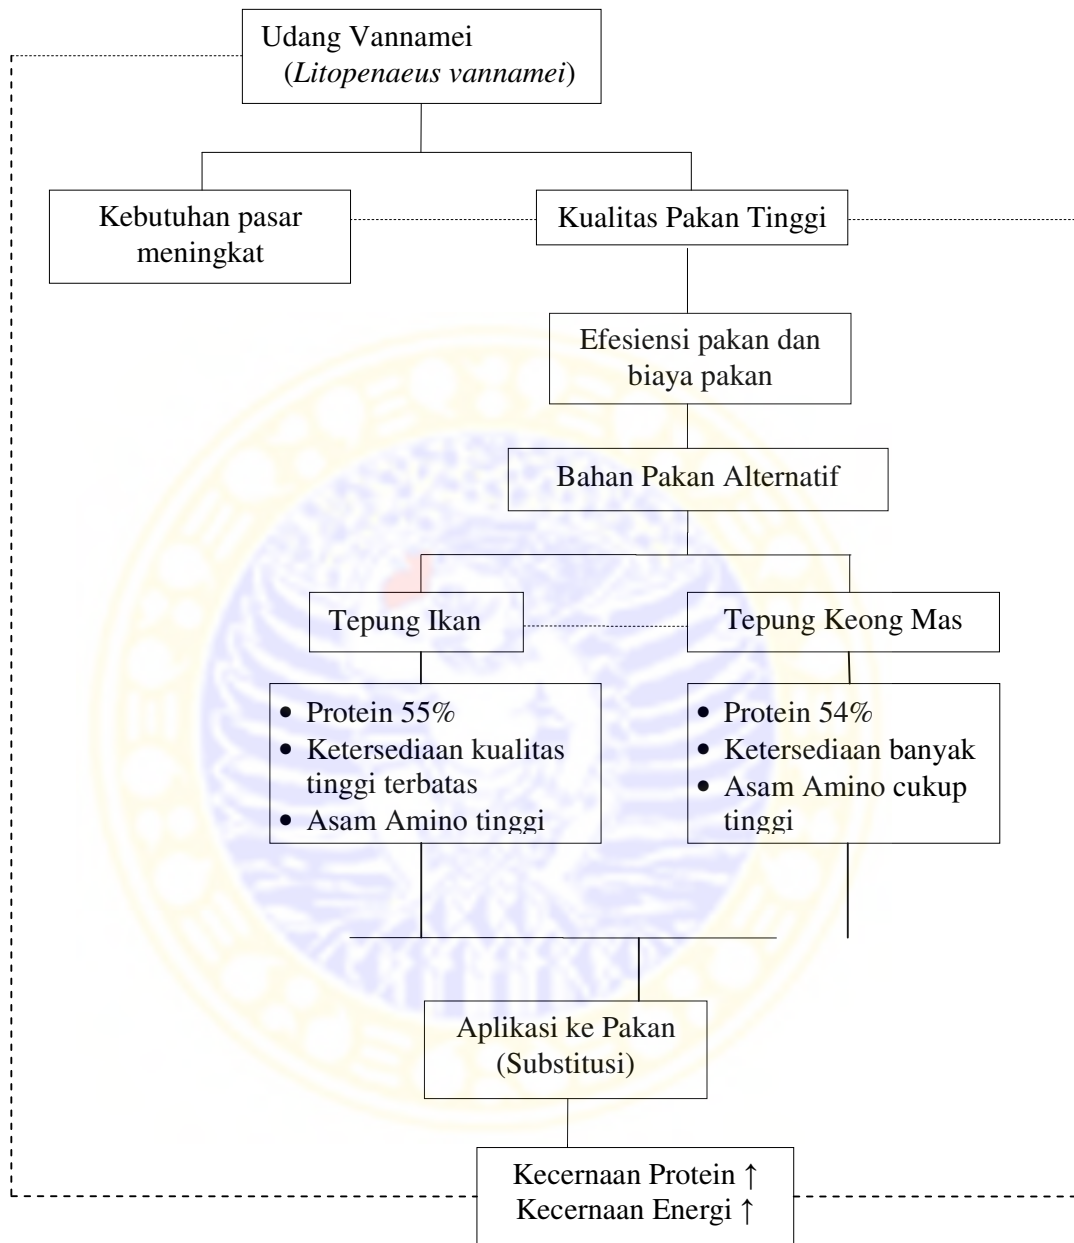 Udang Vannamei
(Litopenaeus vannamei)
Kebutuhan pasar
meningkat
Kualitas Pakan Tinggi
Efesiensi pakan dan
biaya pakan
Bahan Pakan Alternatif
Tepung Ikan
Tepung Keong Mas
• Protein 55%
• Ketersediaan kualitas
tinggi terbatas
• Asam Amino tinggi
• Protein 54%
• Ketersediaan banyak
• Asam Amino cukup
tinggi
Aplikasi ke Pakan
(Substitusi)
Kecernaan Protein ↑
Kecernaan Energi ↑